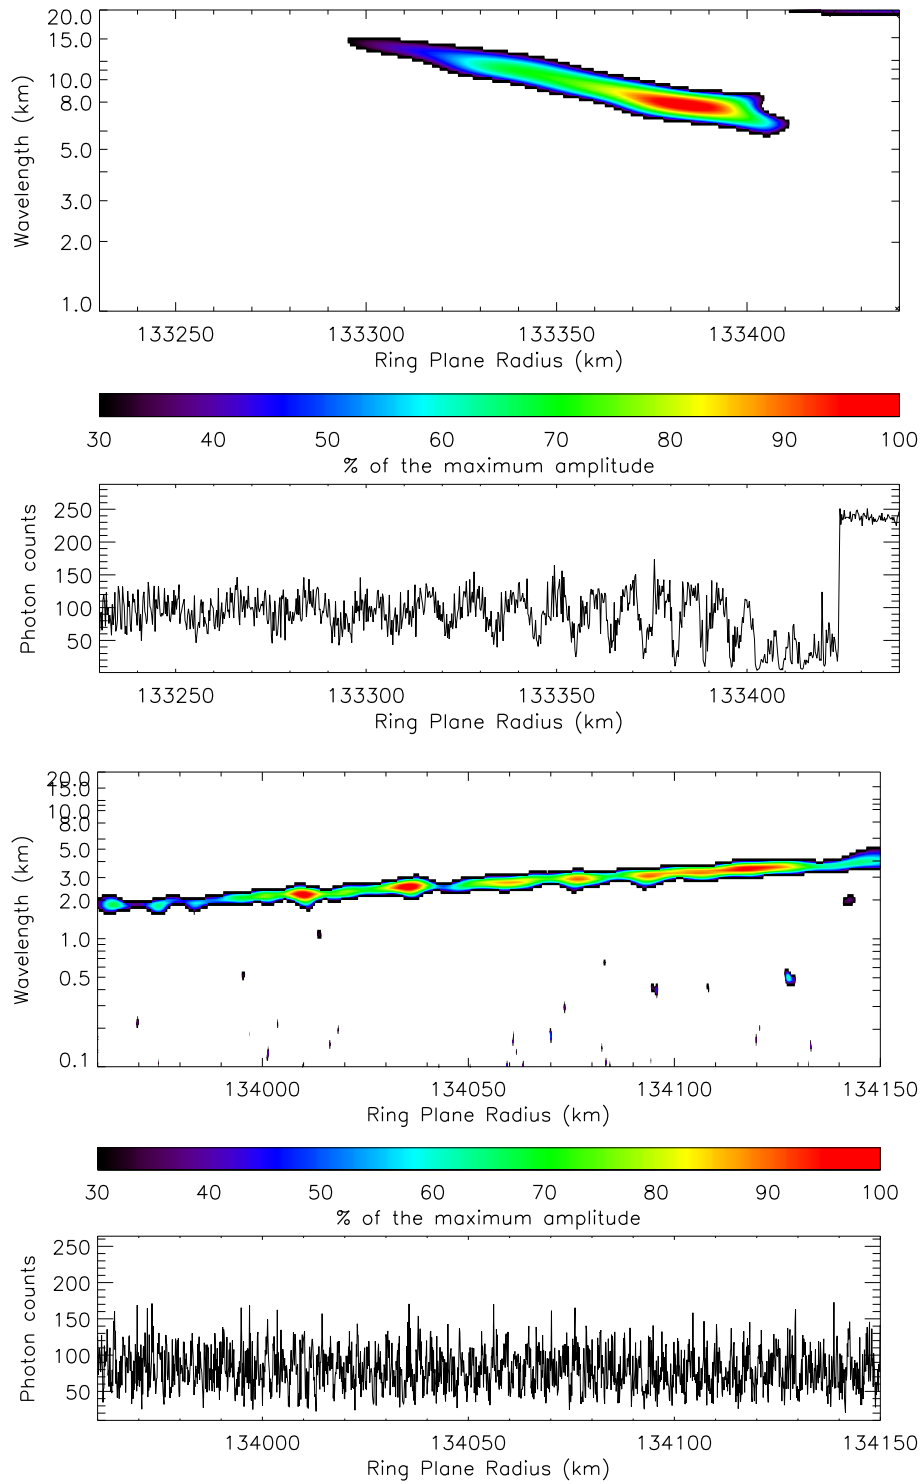 20.0
15.0
10.0
8.0
5.0
3.0
2.0
1.0
Wavelength (km)
133250 133300 133350 133400
Ring Plane Radius (km)
30 40 50 60 70 80 90 100
% of the maximum amplitude
250
200
150
100
50
Photon counts
133250 133300 133350 133400
Ring Plane Radius (km)
20.0
15.0
10.0
8.0
5.0
3.0
2.0
1.0
0.5
0.1
Wavelength (km)
134000 134050 134100 134150
Ring Plane Radius (km)
30 40 50 60 70 80 90 100
% of the maximum amplitude
250
200
150
100
50
Photon counts
134000 134050 134100 134150
Ring Plane Radius (km)